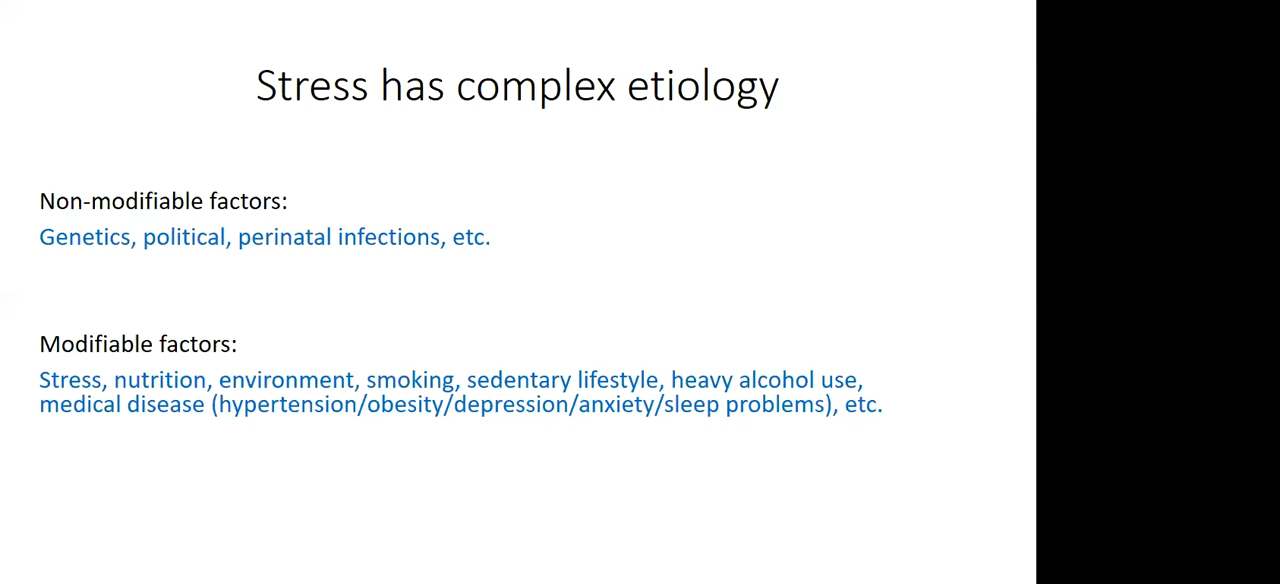 Stress has complex etiology
Non-modifiable factors:
Genetics, political, perinatal infections, etc.
Modifiable factors:
Stress, nutrition, environment, smoking, sedentary lifestyle, heavy alcohol use,
medical disease (hypertension/obesity/depression/anxiety/sleep problems), etc.